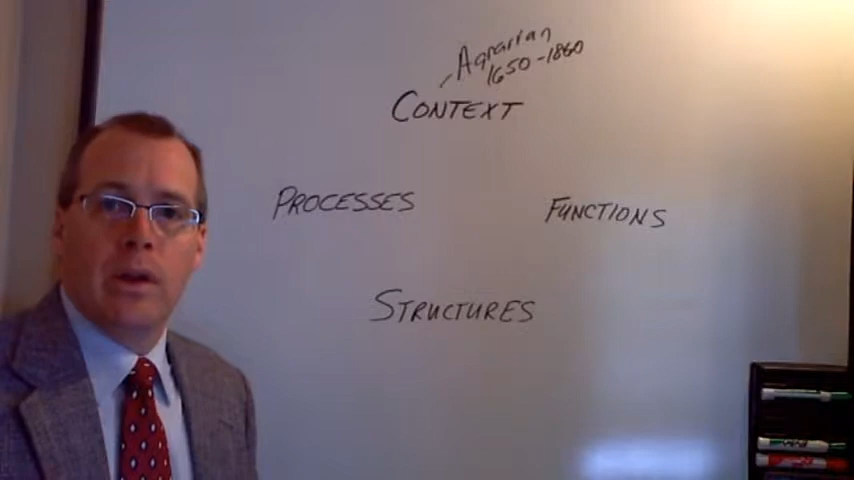 Agrarian
1650-1860
CONTEXT
PROCESSES
FUNCTIONS
STRUCTURES